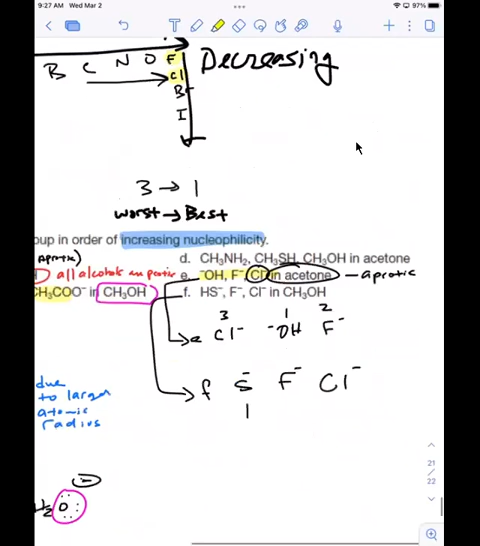 9:27 AM Wed Mar 2
97%
B C N O F
Decreasing
Cl
Br
I
3 → 1
worst → Best
oup in order of increasing nucleophilicity.
aprotic)
d. CH₃NH₂, CH₃SH, CH₃OH in acetone
all alcohols are protic
e. ⁻OH, F⁻, Cl⁻ in acetone — aprotic
CH₃COO⁻ in CH₃OH
f. HS⁻, F⁻, Cl⁻ in CH₃OH
3 1 2
e Cl⁻ ⁻OH F⁻
f S⁻ F⁻ Cl⁻
1
due
to larger
atomic
radius
21
/
22
H₂O